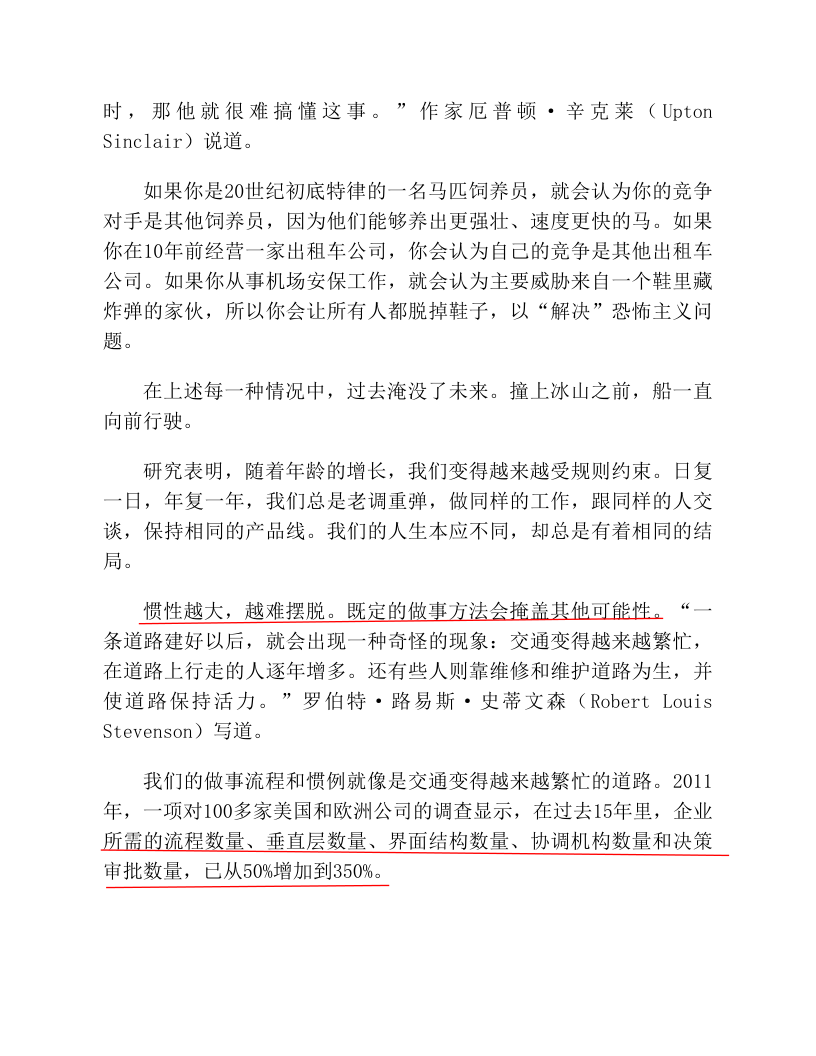 时，那他就很难搞懂这事。”作家厄普顿·辛克莱（Upton
Sinclair）说道。
如果你是20世纪初底特律的一名马匹饲养员，就会认为你的竞争
对手是其他饲养员，因为他们能够养出更强壮、速度更快的马。如果
你在10年前经营一家出租车公司，你会认为自己的竞争是其他出租车
公司。如果你从事机场安保工作，就会认为主要威胁来自一个鞋里藏
炸弹的家伙，所以你会让所有人都脱掉鞋子，以“解决”恐怖主义问
题。
在上述每一种情况中，过去淹没了未来。撞上冰山之前，船一直
向前行驶。
研究表明，随着年龄的增长，我们变得越来越受规则约束。日复
一日，年复一年，我们总是老调重弹，做同样的工作，跟同样的人交
谈，保持相同的产品线。我们的人生本应不同，却总是有着相同的结
局。
惯性越大，越难摆脱。既定的做事方法会掩盖其他可能性。“一
条道路建好以后，就会出现一种奇怪的现象：交通变得越来越繁忙，
在道路上行走的人逐年增多。还有些人则靠维修和维护道路为生，并
使道路保持活力。”罗伯特·路易斯·史蒂文森（Robert Louis
Stevenson）写道。
我们的做事流程和惯例就像是交通变得越来越繁忙的道路。2011
年，一项对100多家美国和欧洲公司的调查显示，在过去15年里，企业
所需的流程数量、垂直层数量、界面结构数量、协调机构数量和决策
审批数量，已从50%增加到350%。